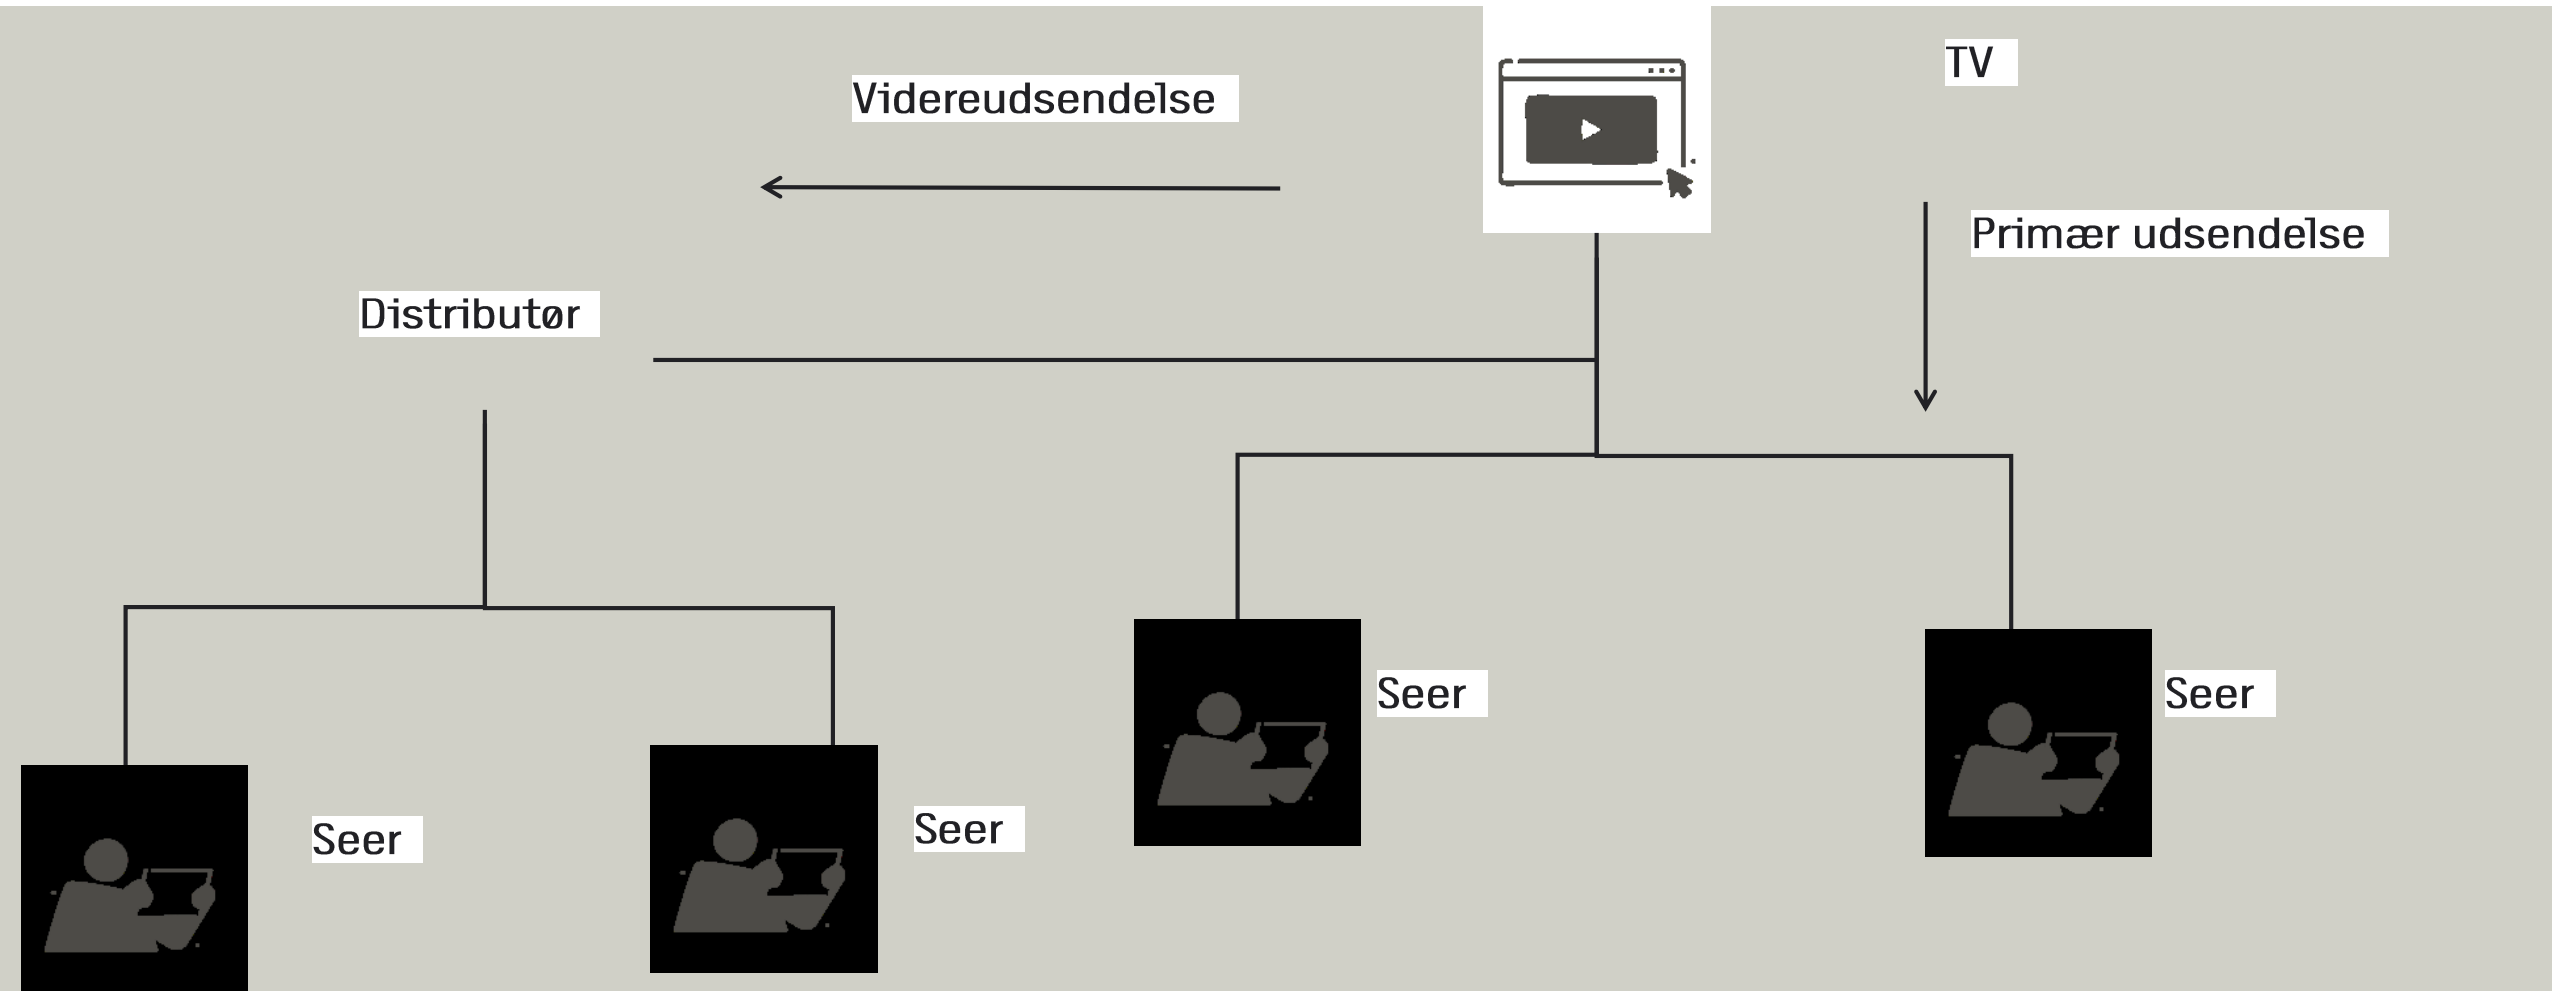 TV
Videreudsendelse
Primær udsendelse
Distributør
Seer
Seer
Seer
Seer